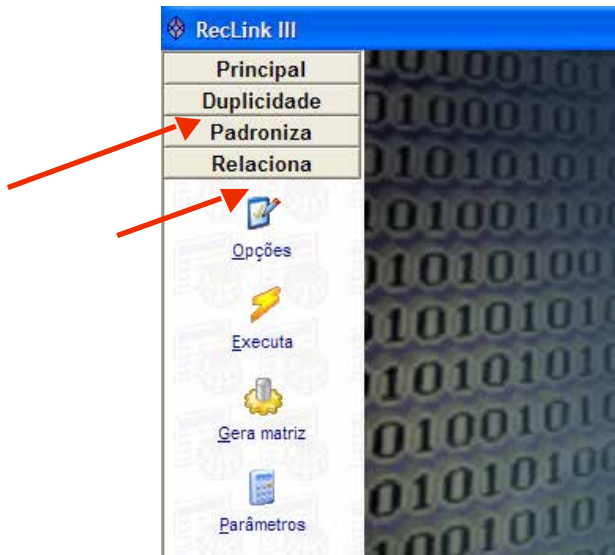 RecLink III
Principal
Duplicidade
Padroniza
Relaciona
Opções
Executa
Gera matriz
Parâmetros